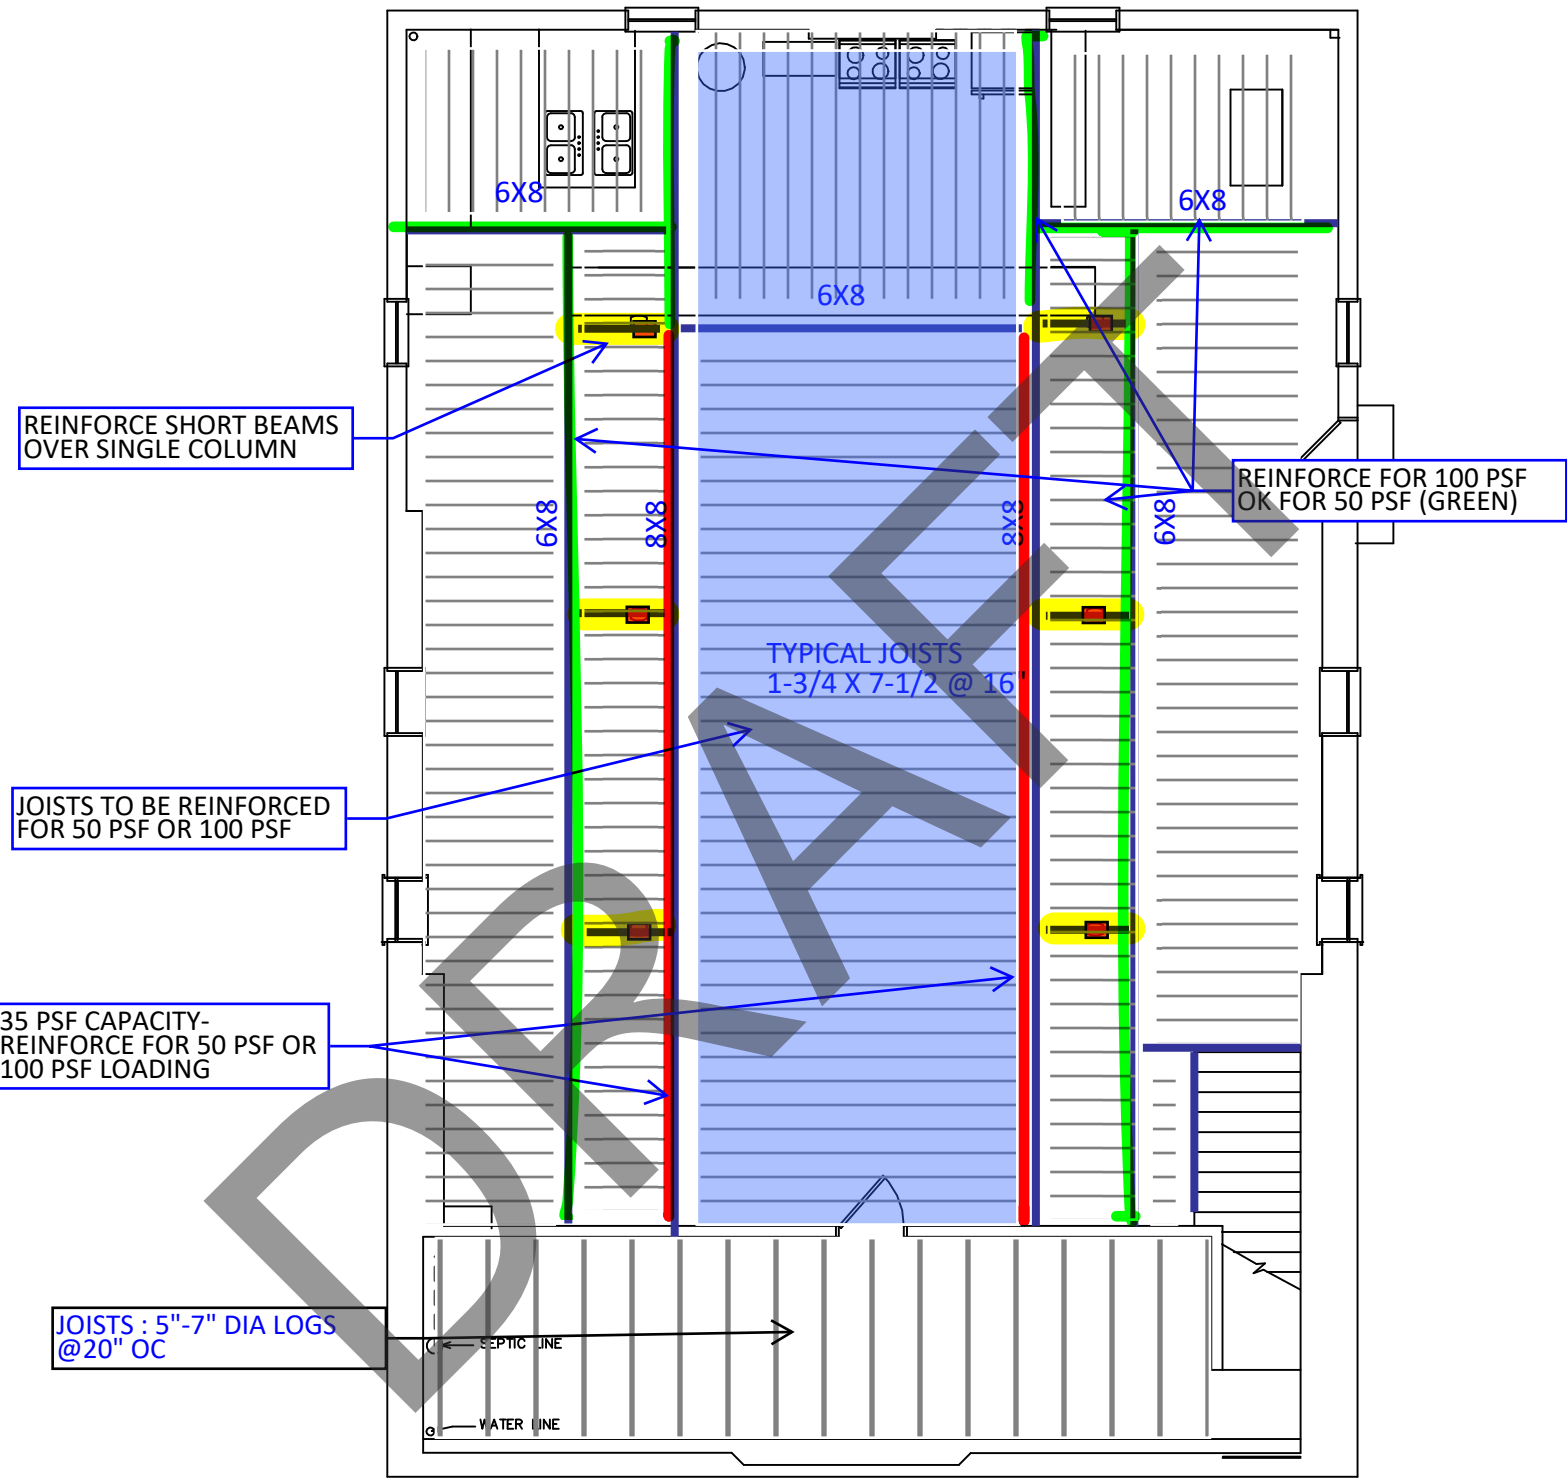 6X8
6X8
6X8
REINFORCE SHORT BEAMS
OVER SINGLE COLUMN
REINFORCE FOR 100 PSF
OK FOR 50 PSF (GREEN)
6X8
8X8
8X8
6X8
TYPICAL JOISTS
1-3/4 X 7-1/2 @ 16"
JOISTS TO BE REINFORCED
FOR 50 PSF OR 100 PSF
35 PSF CAPACITY-
REINFORCE FOR 50 PSF OR
100 PSF LOADING
JOISTS : 5"-7" DIA LOGS
@20" OC
SEPTIC LINE
WATER LINE
DRAFT